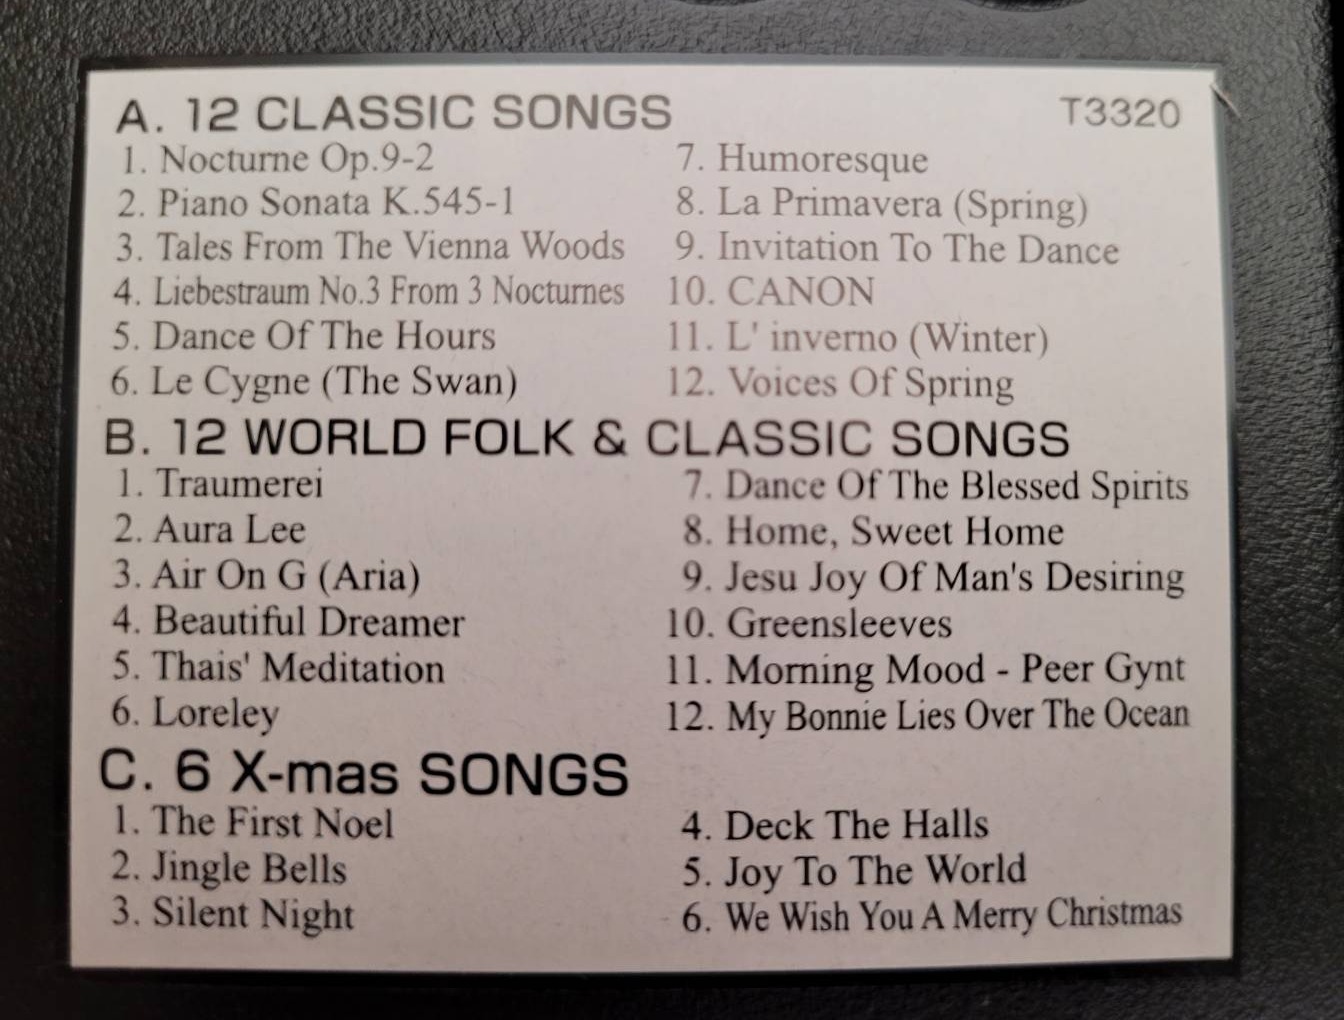 A. 12 CLASSIC SONGS T3320
1. Nocturne Op.9-2
2. Piano Sonata K.545-1
3. Tales From The Vienna Woods
4. Liebestraum No.3 From 3 Nocturnes
5. Dance Of The Hours
6. Le Cygne (The Swan)
7. Humoresque
8. La Primavera (Spring)
9. Invitation To The Dance
10. CANON
11. L' inverno (Winter)
12. Voices Of Spring
B. 12 WORLD FOLK & CLASSIC SONGS
1. Traumerei
2. Aura Lee
3. Air On G (Aria)
4. Beautiful Dreamer
5. Thais' Meditation
6. Loreley
7. Dance Of The Blessed Spirits
8. Home, Sweet Home
9. Jesu Joy Of Man's Desiring
10. Greensleeves
11. Morning Mood - Peer Gynt
12. My Bonnie Lies Over The Ocean
C. 6 X-mas SONGS
1. The First Noel
2. Jingle Bells
3. Silent Night
4. Deck The Halls
5. Joy To The World
6. We Wish You A Merry Christmas